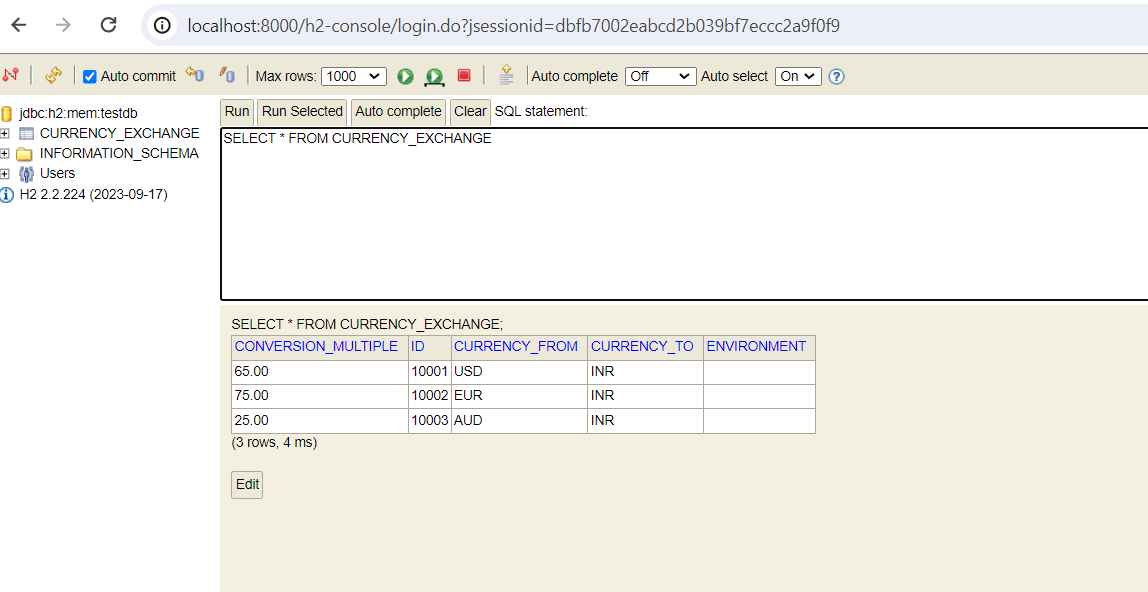 localhost:8000/h2-console/login.do?jsessionid=dbfb7002eabcd2b039bf7eccc2a9f0f9
Auto commit Max rows: 1000 Auto complete Off Auto select On
jdbc:h2:mem:testdb
CURRENCY_EXCHANGE
INFORMATION_SCHEMA
Users
H2 2.2.224 (2023-09-17)
Run Run Selected Auto complete Clear SQL statement:
SELECT * FROM CURRENCY_EXCHANGE
SELECT * FROM CURRENCY_EXCHANGE;
CONVERSION_MULTIPLE ID CURRENCY_FROM CURRENCY_TO ENVIRONMENT
65.00 10001 USD INR
75.00 10002 EUR INR
25.00 10003 AUD INR
(3 rows, 4 ms)
Edit